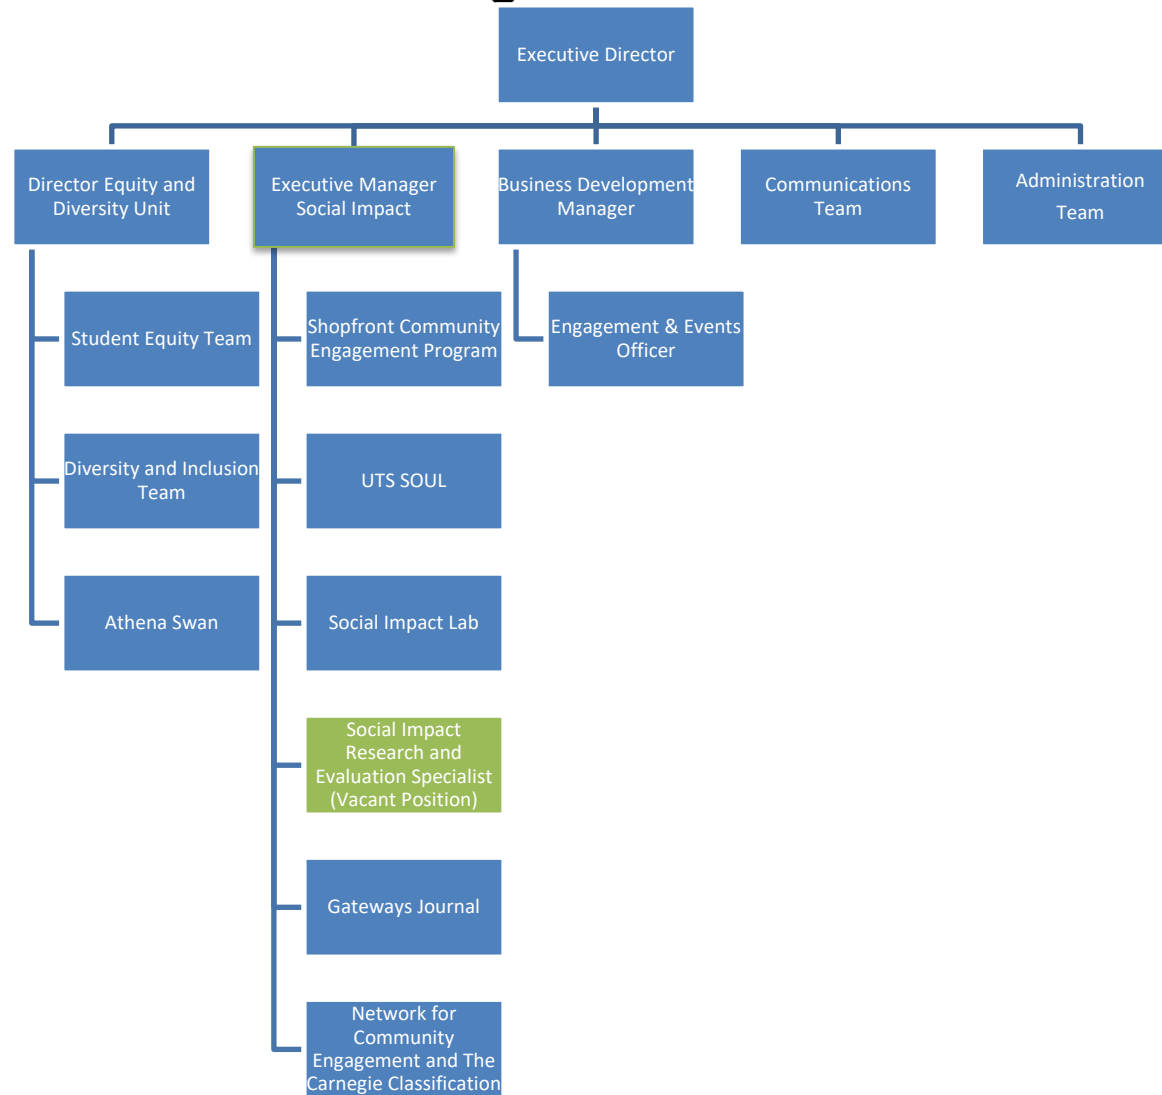 Executive Director
Director Equity and
Diversity Unit
Executive Manager
Social Impact
Business Development
Manager
Communications
Team
Administration
Team
Student Equity Team
Diversity and Inclusion
Team
Athena Swan
Shopfront Community
Engagement Program
UTS SOUL
Social Impact Lab
Social Impact
Research and
Evaluation Specialist
(Vacant Position)
Gateways Journal
Network for
Community
Engagement and The
Carnegie Classification
Engagement & Events
Officer